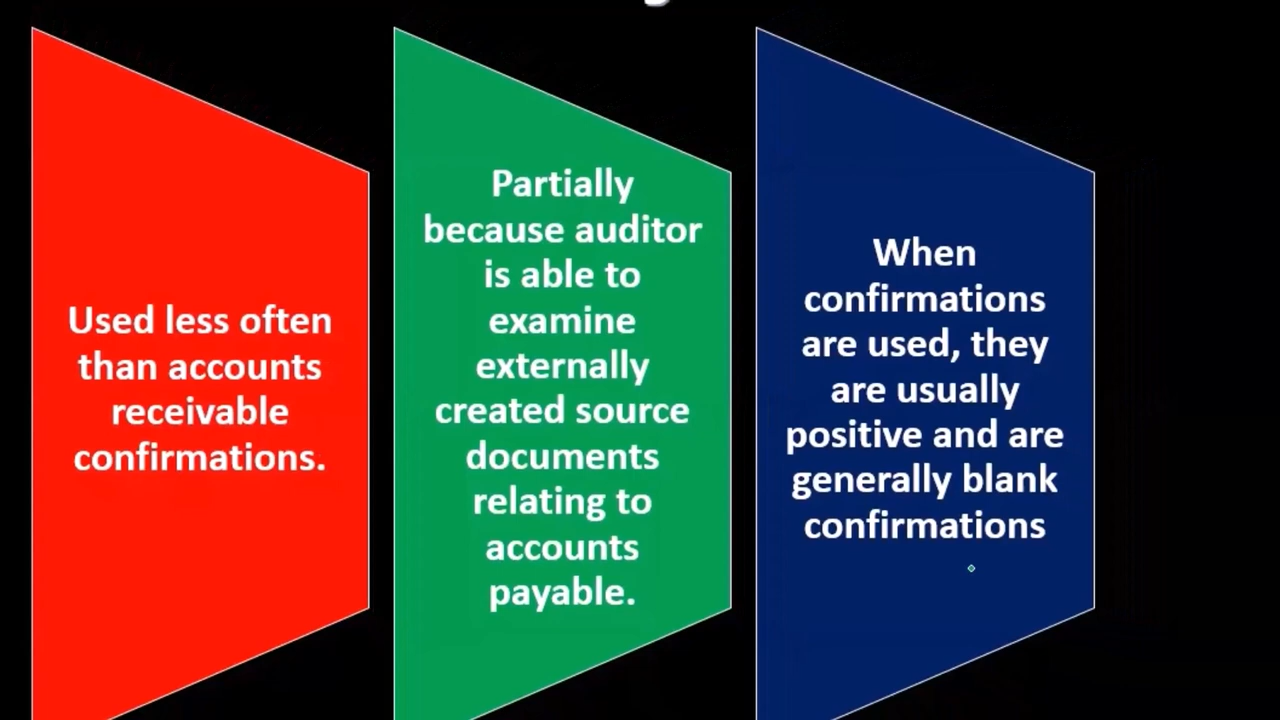 Used less often
than accounts
receivable
confirmations.
Partially
because auditor
is able to
examine
externally
created source
documents
relating to
accounts
payable.
When
confirmations
are used, they
are usually
positive and are
generally blank
confirmations